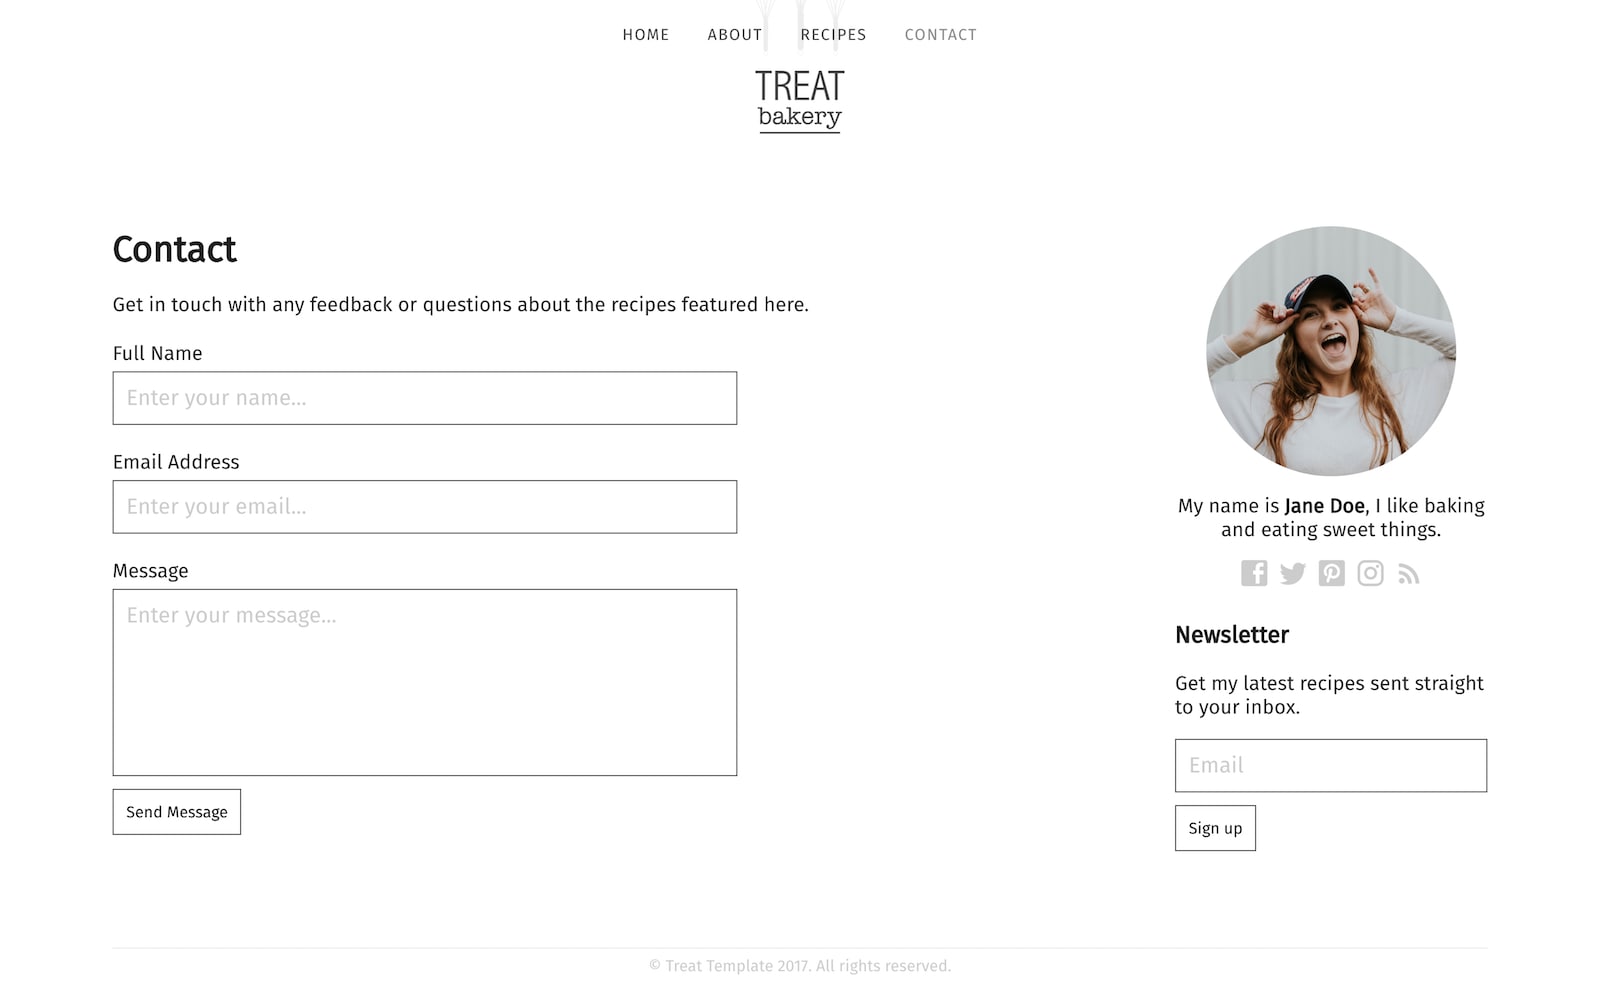 HOME ABOUT RECIPES CONTACT
TREAT
bakery
Contact
Get in touch with any feedback or questions about the recipes featured here.
Full Name
Enter your name...
Email Address
Enter your email...
Message
Enter your message...
Send Message
My name is Jane Doe, I like baking
and eating sweet things.
Newsletter
Get my latest recipes sent straight
to your inbox.
Email
Sign up
© Treat Template 2017. All rights reserved.